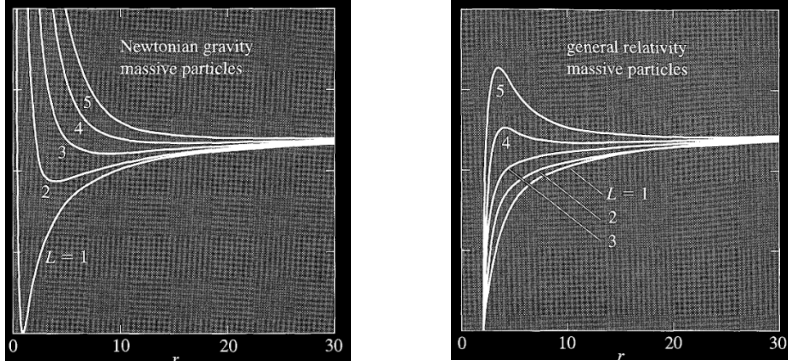 Newtonian gravity
massive particles
5
4
3
2
L = 1
0
10
20
30
r
general relativity
massive particles
5
4
L = 1
2
3
0
10
20
30
r